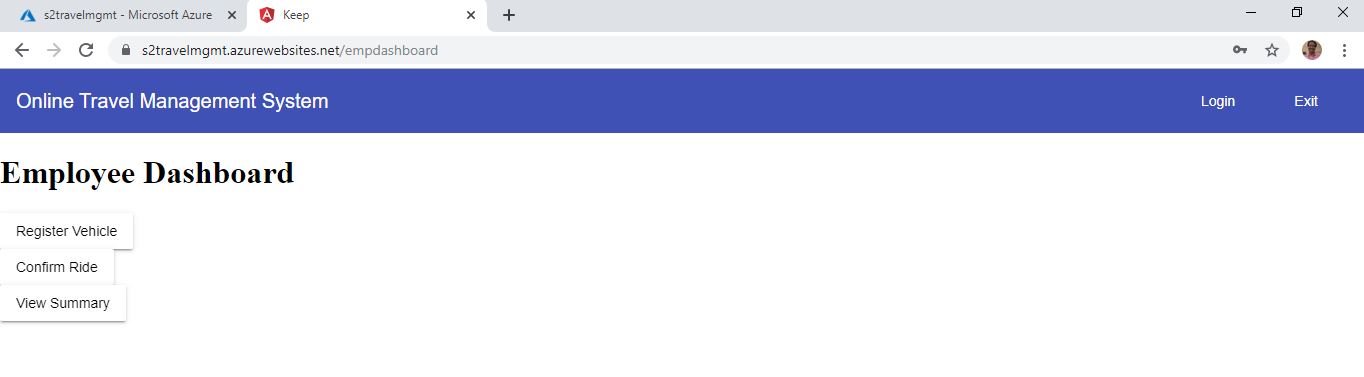 s2travelmgmt - Microsoft Azure
Keep
s2travelmgmt.azurewebsites.net/empdashboard
Online Travel Management System
Login
Exit
Employee Dashboard
Register Vehicle
Confirm Ride
View Summary